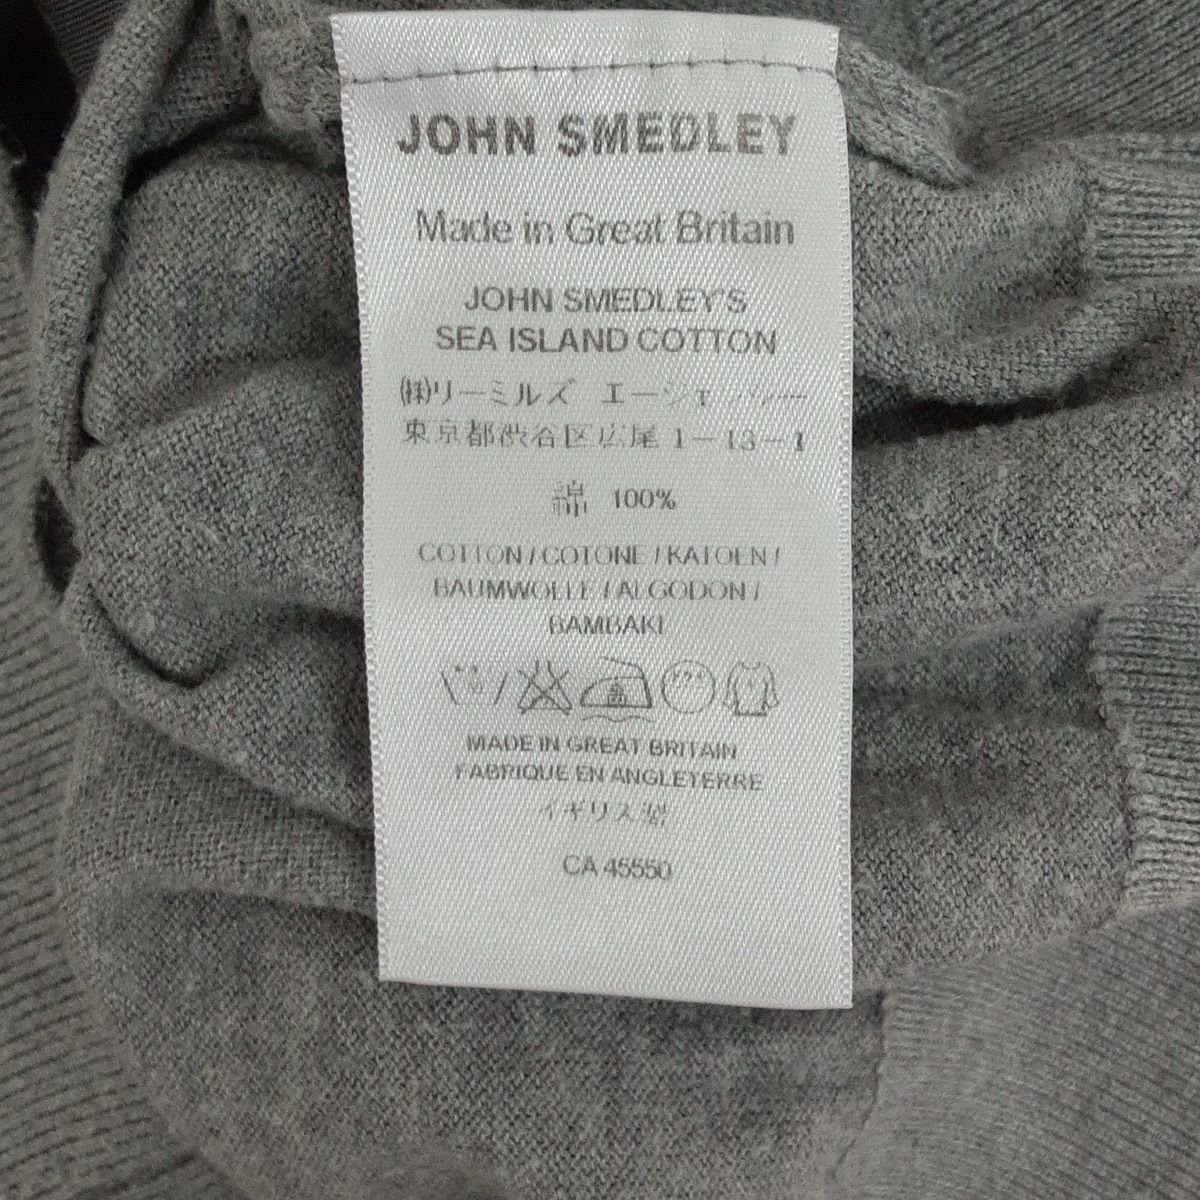 JOHN SMEDLEY
Made in Great Britain
JOHN SMEDLEY'S
SEA ISLAND COTTON
㈱リーミルズ エージェンシー
東京都渋谷区広尾1-13-1
綿 100%
COTTON / COTONE / KATOEN /
BAUMWOLLE / ALGODON /
BAMBAKI
MADE IN GREAT BRITAIN
FABRIQUE EN ANGLETERRE
イギリス製
CA 45550